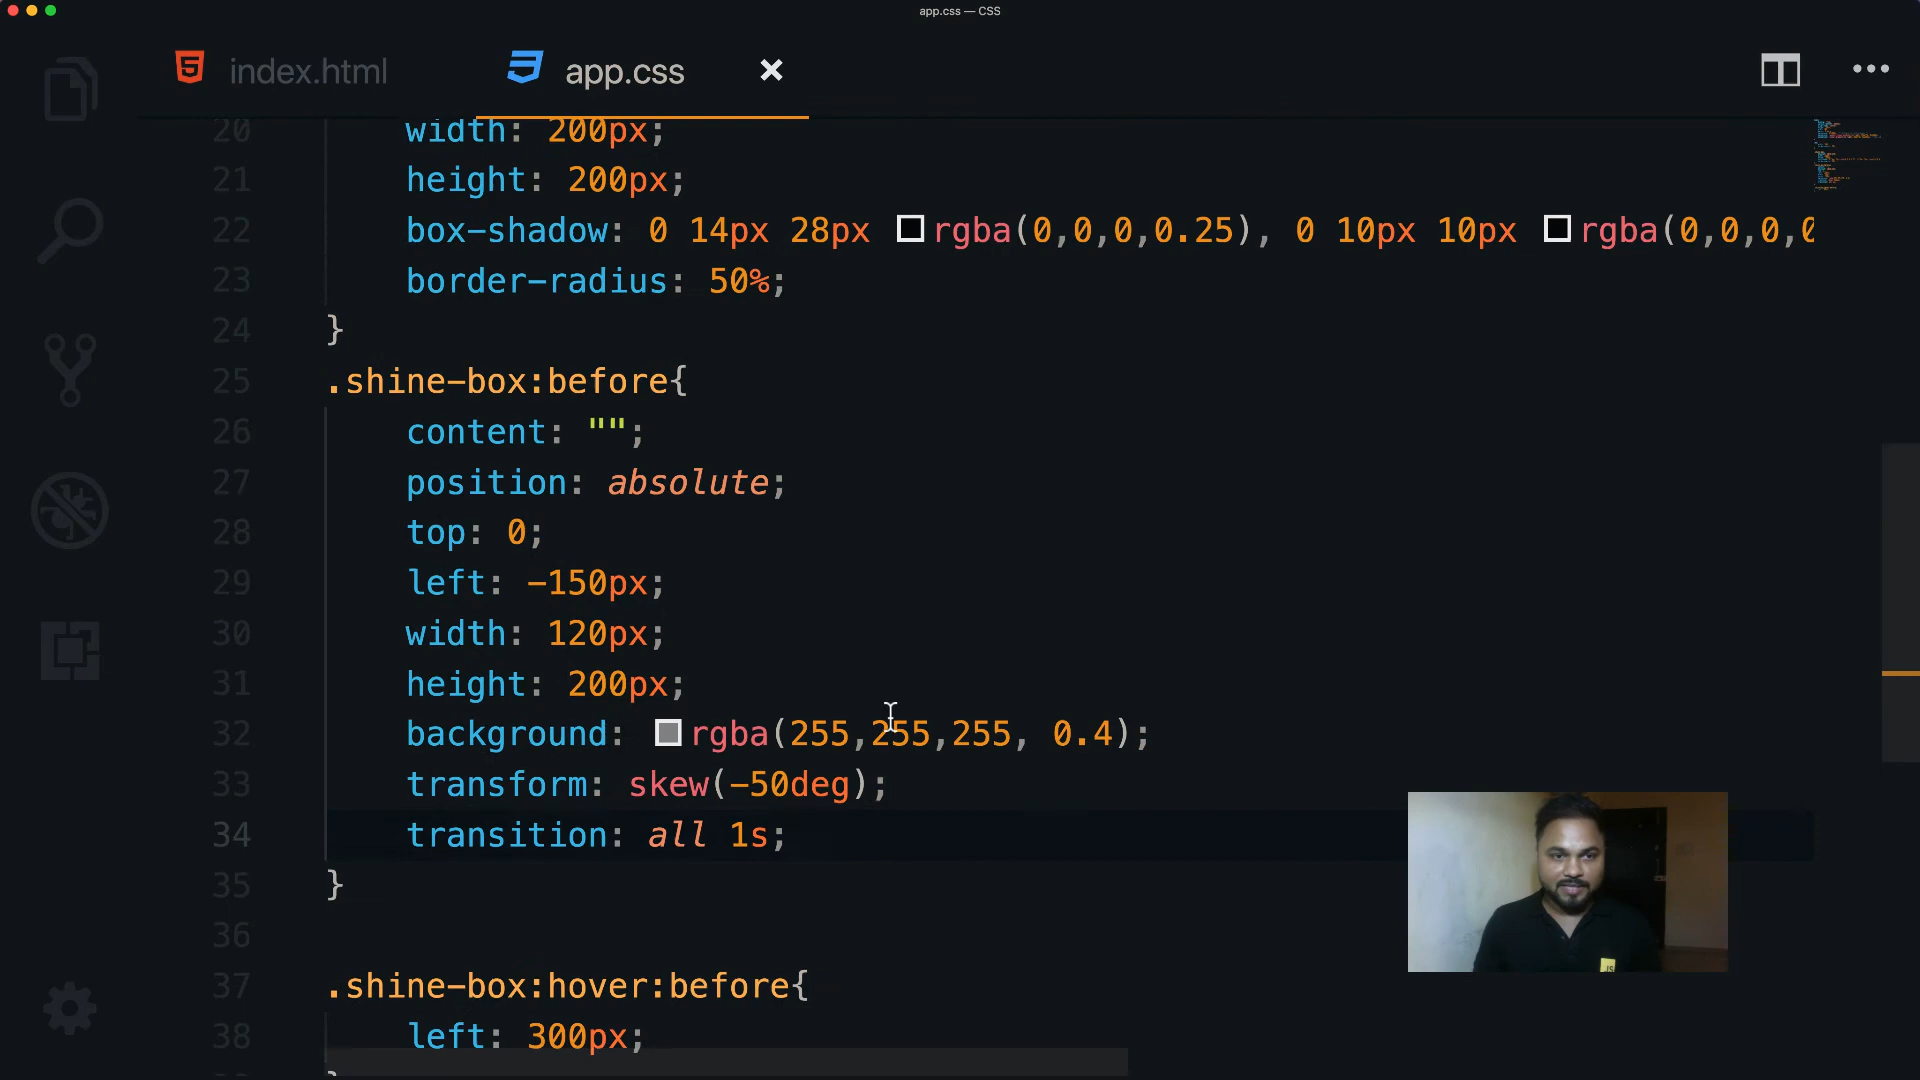 app.css — CSS
index.html app.css
20 width: 200px;
21 height: 200px;
22 box-shadow: 0 14px 28px rgba(0,0,0,0.25), 0 10px 10px rgba(0,0,0,0
23 border-radius: 50%;
24 }
25 .shine-box:before{
26 content: "";
27 position: absolute;
28 top: 0;
29 left: -150px;
30 width: 120px;
31 height: 200px;
32 background: rgba(255,255,255, 0.4);
33 transform: skew(-50deg);
34 transition: all 1s;
35 }
36
37 .shine-box:hover:before{
38 left: 300px;
}
JS